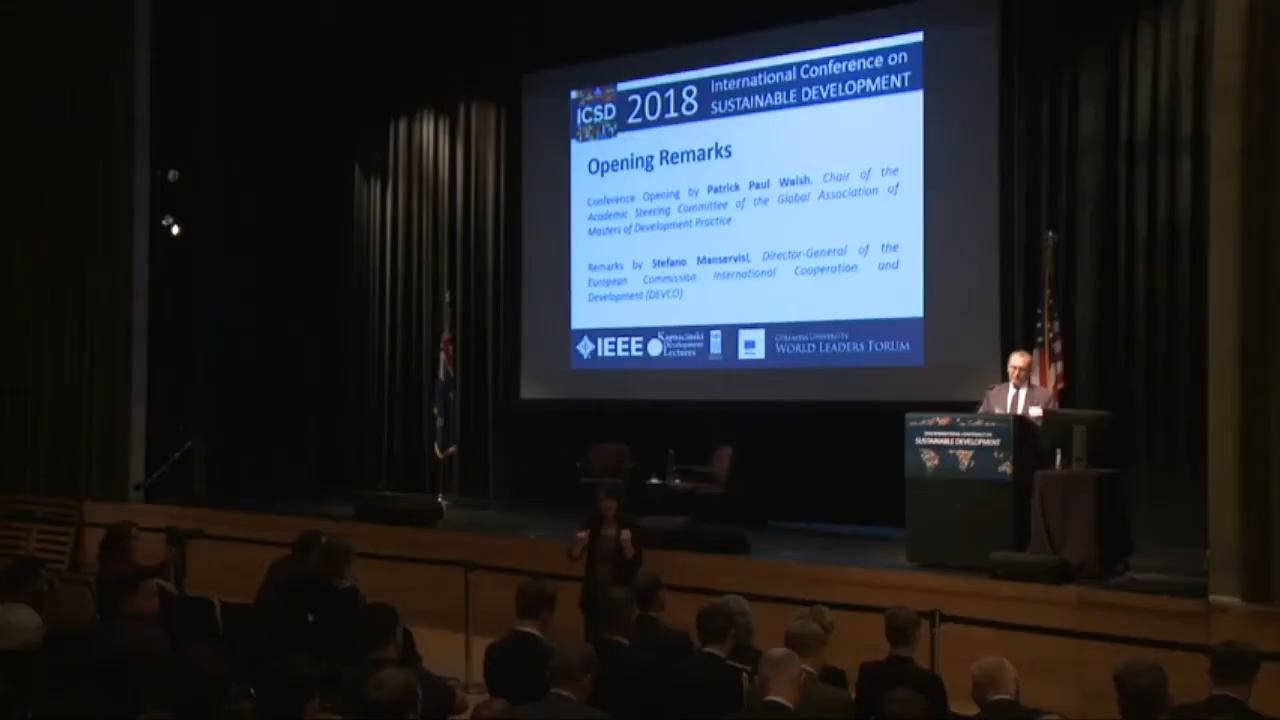 ICSD 2018 International Conference on
SUSTAINABLE DEVELOPMENT
Opening Remarks
Conference Opening by Patrick Paul Walsh, Chair of the
Academic Steering Committee of the Global Association of
Masters of Development Practice
Remarks by Stefano Manservisi, Director-General of the
European Commission International Cooperation and
Development (DEVCO)
IEEE
Kapuscinski
Development
Lectures
COLUMBIA UNIVERSITY
WORLD LEADERS FORUM
SUSTAINABLE DEVELOPMENT